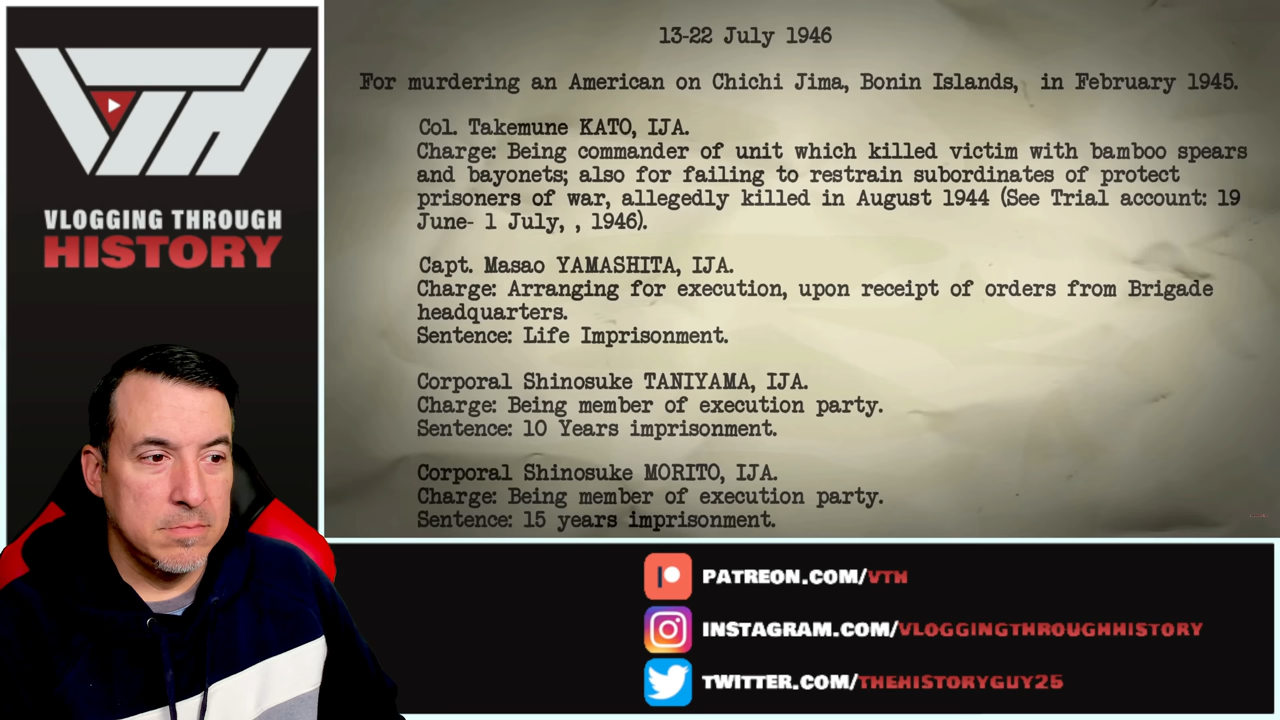 VTH
VLOGGING THROUGH
HISTORY
13-22 July 1946
For murdering an American on Chichi Jima, Bonin Islands, in February 1945.
Col. Takemune KATO, IJA.
Charge: Being commander of unit which killed victim with bamboo spears
and bayonets; also for failing to restrain subordinates of protect
prisoners of war, allegedly killed in August 1944 (See Trial account: 19
June- 1 July, , 1946).
Capt. Masao YAMASHITA, IJA.
Charge: Arranging for execution, upon receipt of orders from Brigade
headquarters.
Sentence: Life Imprisonment.
Corporal Shinosuke TANIYAMA, IJA.
Charge: Being member of execution party.
Sentence: 10 Years imprisonment.
Corporal Shinosuke MORITO, IJA.
Charge: Being member of execution party.
Sentence: 15 years imprisonment.
PATREON.COM/VTH
INSTAGRAM.COM/VLOGGINGTHROUGHHISTORY
TWITTER.COM/THEHISTORYGUY25